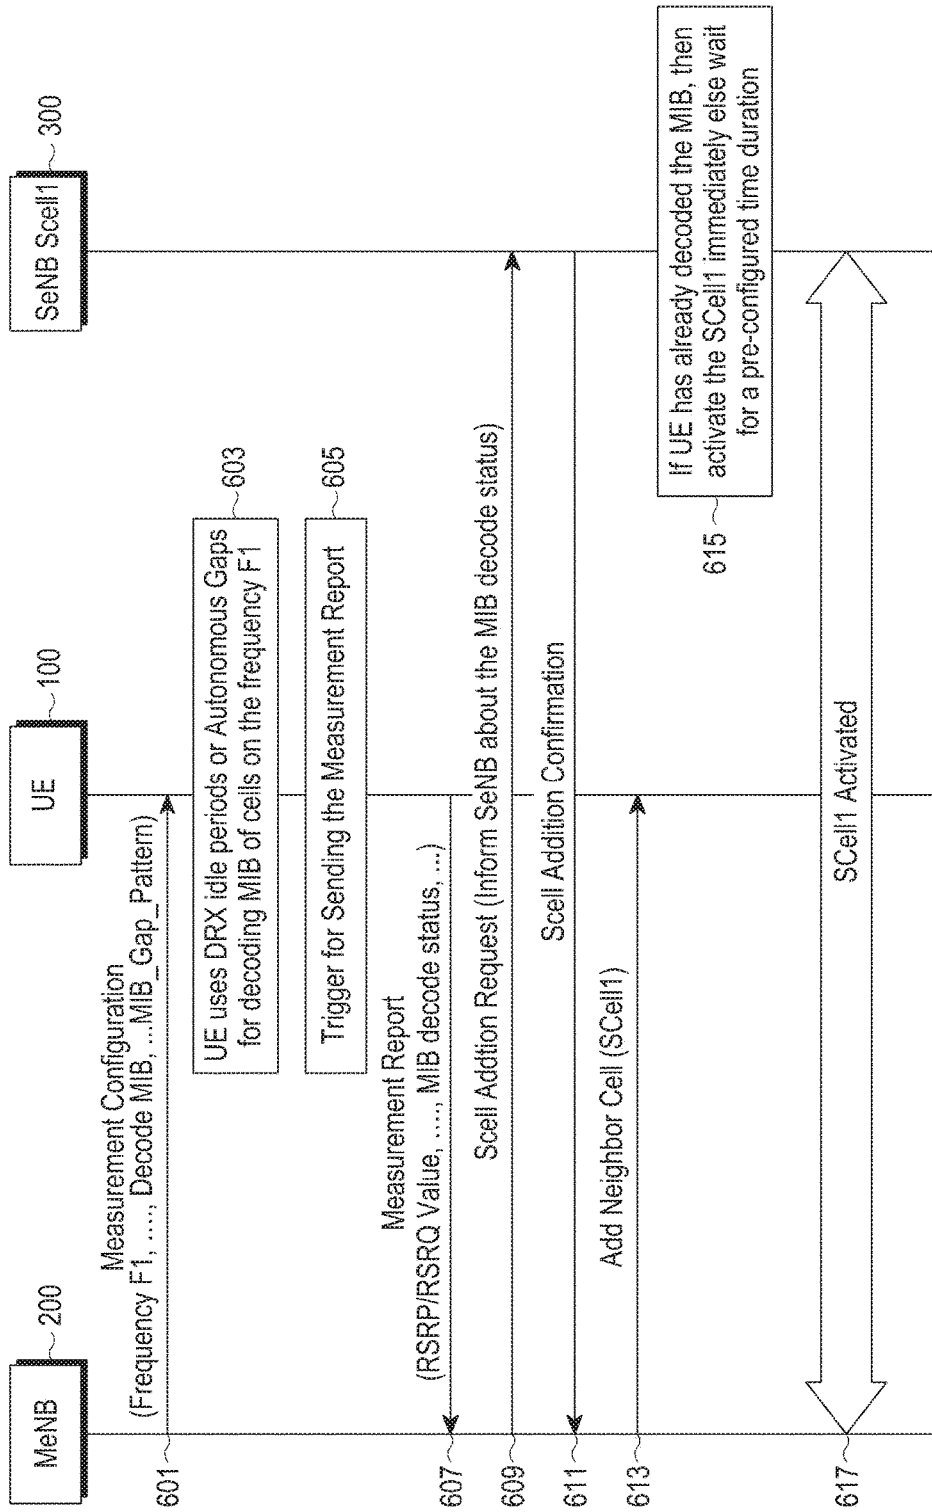 MeNB
200
UE
100
SeNB Scell1
300
601
Measurement Configuration
(Frequency F1, ...., Decode MIB, ...MIB_Gap_Pattern)
UE uses DRX idle periods or Autonomous Gaps
for decoding MIB of cells on the frequency F1
603
Trigger for Sending the Measurement Report
605
607
Measurement Report
(RSRP/RSRQ Value, ...., MIB decode status, ...)
609
Scell Addtion Request (Inform SeNB about the MIB decode status)
611
Scell Addition Confirmation
613
Add Neighbor Cell (SCell1)
615
If UE has already decoded the MIB, then
activate the SCell1 immediately else wait
for a pre-configured time duration
617
SCell1 Activated